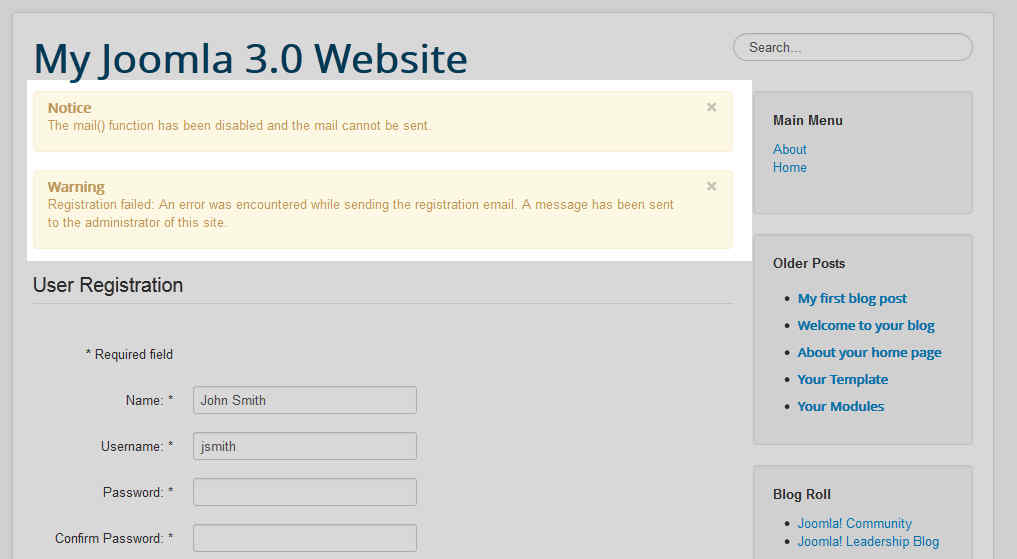 My Joomla 3.0 Website
Search...
Notice
The mail() function has been disabled and the mail cannot be sent.
Warning
Registration failed: An error was encountered while sending the registration email. A message has been sent
to the administrator of this site.
User Registration
* Required field
Name: * John Smith
Username: * jsmith
Password: *
Confirm Password: *
Main Menu
About
Home
Older Posts
My first blog post
Welcome to your blog
About your home page
Your Template
Your Modules
Blog Roll
Joomla! Community
Joomla! Leadership Blog